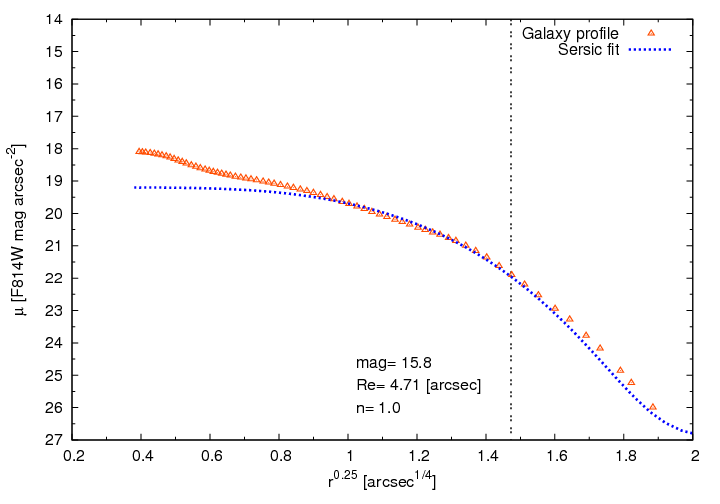 14
15
16
17
18
19
20
21
22
23
24
25
26
27
0.2 0.4 0.6 0.8 1 1.2 1.4 1.6 1.8 2
μ [F814W mag arcsec⁻²]
r⁰·²⁵ [arcsec¹/⁴]
Galaxy profile
Sersic fit
mag= 15.8
Re= 4.71 [arcsec]
n= 1.0